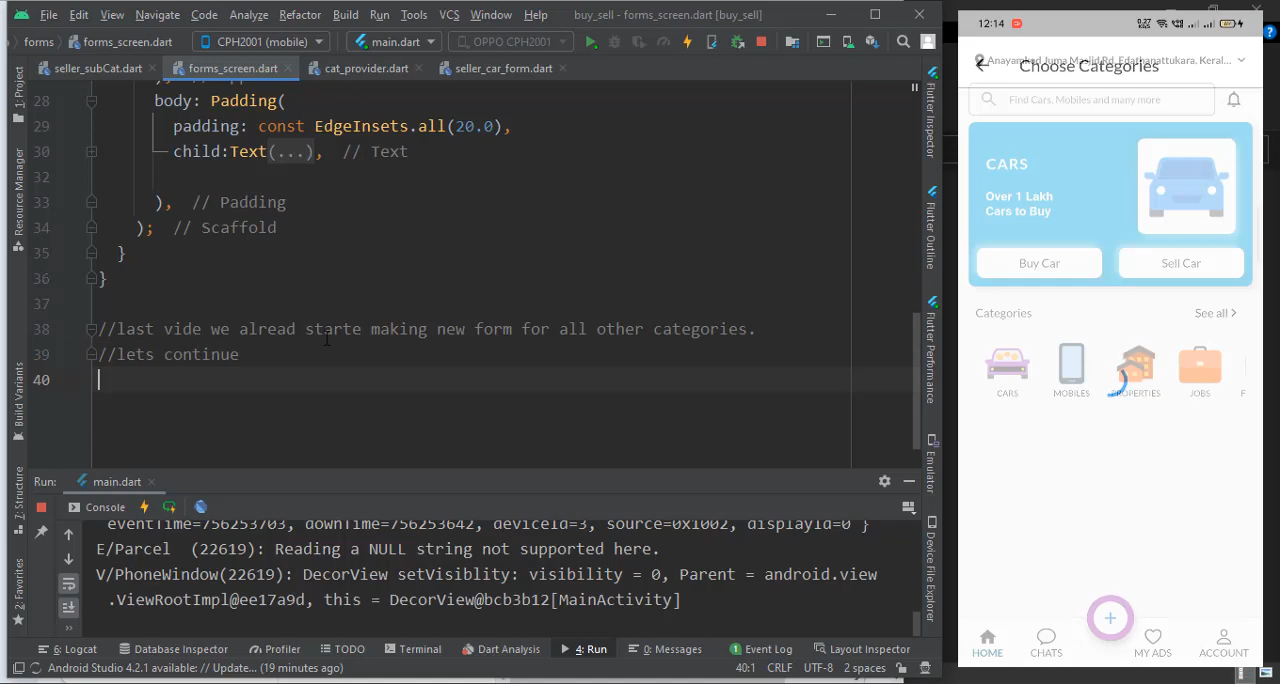 File Edit View Navigate Code Analyze Refactor Build Run Tools VCS Window Help buy_sell - forms_screen.dart [buy_sell]
forms forms_screen.dart CPH2001 (mobile) main.dart OPPO CPH2001
seller_subCat.dart forms_screen.dart cat_provider.dart seller_car_form.dart
28 body: Padding(
29 padding: const EdgeInsets.all(20.0),
30 child:Text(...), // Text
32
33 ), // Padding
34 ); // Scaffold
35 }
36 }
37
38 //last vide we alread starte making new form for all other categories.
39 //lets continue
40
Run: main.dart
Console
eventTime=756253703, downTime=756253642, deviceId=3, source=0x1002, displayId=0 }
E/Parcel (22619): Reading a NULL string not supported here.
V/PhoneWindow(22619): DecorView setVisiblity: visibility = 0, Parent = android.view
.ViewRootImpl@ee17a9d, this = DecorView@bcb3b12[MainActivity]
6: Logcat Database Inspector Profiler TODO Terminal Dart Analysis 4: Run 0: Messages Event Log Layout Inspector
Android Studio 4.2.1 available: // Update... (19 minutes ago) 40:1 CRLF UTF-8 2 spaces
1: Project
Resource Manager
Build Variants
7: Structure
2: Favorites
Flutter Inspector
Flutter Outline
Flutter Performance
Emulator
Device File Explorer
12:14
Anayamked Juma Masjid Rd, Edathanattukara, Keral...
Choose Categories
Find Cars, Mobiles and many more
CARS
Over 1 Lakh
Cars to Buy
Buy Car Sell Car
Categories See all
CARS MOBILES PROPERTIES JOBS F
HOME CHATS MY ADS ACCOUNT